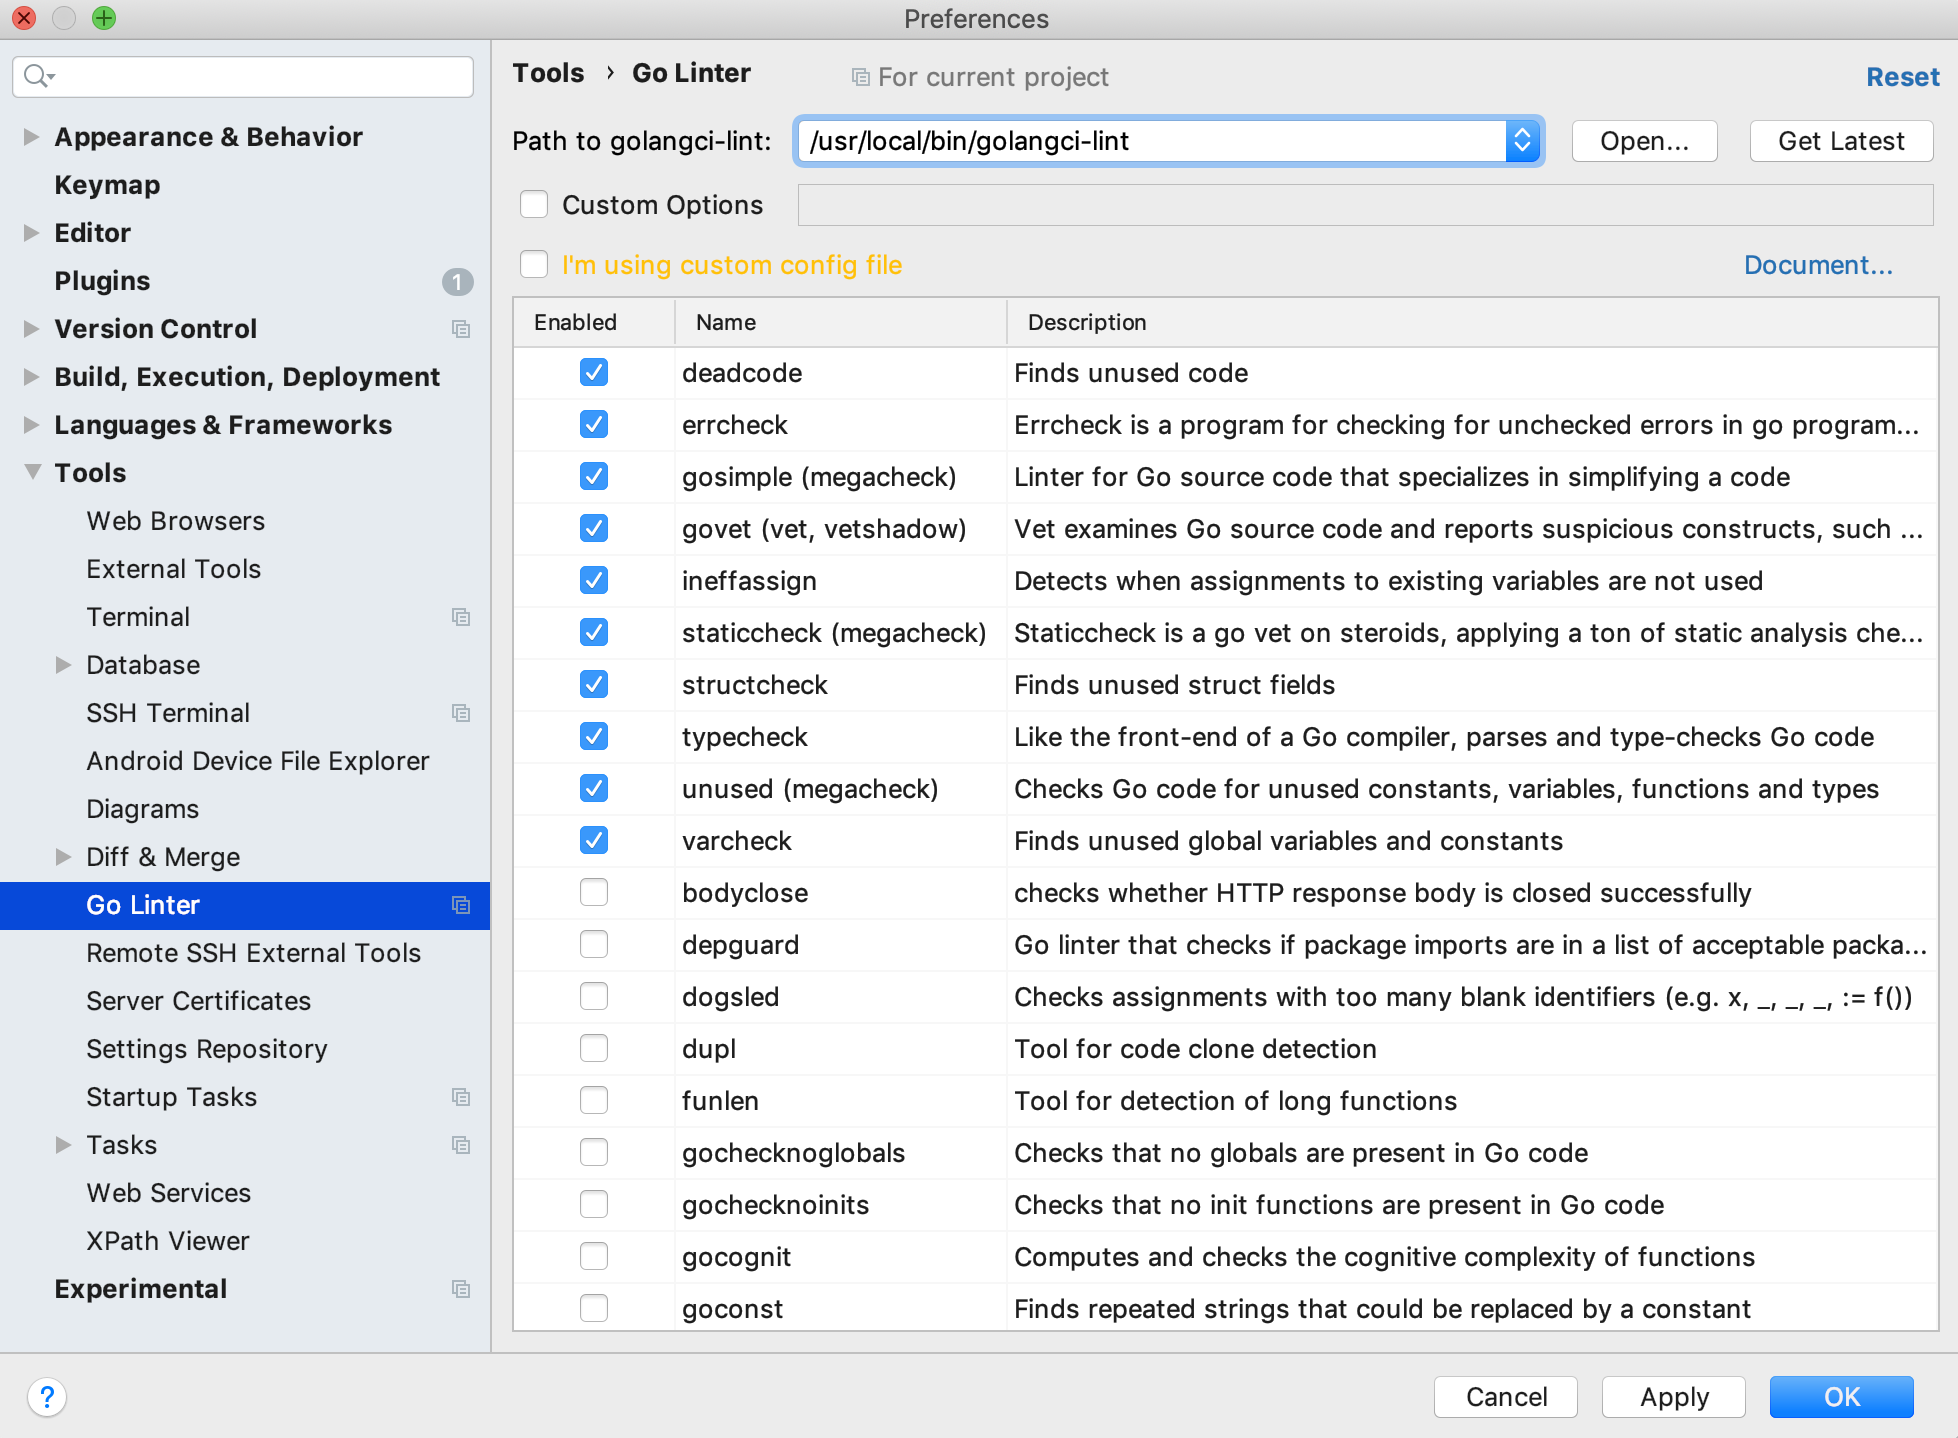 Preferences
Tools › Go Linter For current project Reset
Path to golangci-lint: /usr/local/bin/golangci-lint Open... Get Latest
Custom Options
I'm using custom config file Document...
Appearance & Behavior
Keymap
Editor
Plugins 1
Version Control
Build, Execution, Deployment
Languages & Frameworks
Tools
Web Browsers
External Tools
Terminal
Database
SSH Terminal
Android Device File Explorer
Diagrams
Diff & Merge
Go Linter
Remote SSH External Tools
Server Certificates
Settings Repository
Startup Tasks
Tasks
Web Services
XPath Viewer
Experimental
Enabled Name Description
deadcode Finds unused code
errcheck Errcheck is a program for checking for unchecked errors in go program...
gosimple (megacheck) Linter for Go source code that specializes in simplifying a code
govet (vet, vetshadow) Vet examines Go source code and reports suspicious constructs, such ...
ineffassign Detects when assignments to existing variables are not used
staticcheck (megacheck) Staticcheck is a go vet on steroids, applying a ton of static analysis che...
structcheck Finds unused struct fields
typecheck Like the front-end of a Go compiler, parses and type-checks Go code
unused (megacheck) Checks Go code for unused constants, variables, functions and types
varcheck Finds unused global variables and constants
bodyclose checks whether HTTP response body is closed successfully
depguard Go linter that checks if package imports are in a list of acceptable packa...
dogsled Checks assignments with too many blank identifiers (e.g. x, _, _, _, := f())
dupl Tool for code clone detection
funlen Tool for detection of long functions
gochecknoglobals Checks that no globals are present in Go code
gochecknoinits Checks that no init functions are present in Go code
gocognit Computes and checks the cognitive complexity of functions
goconst Finds repeated strings that could be replaced by a constant
? Cancel Apply OK